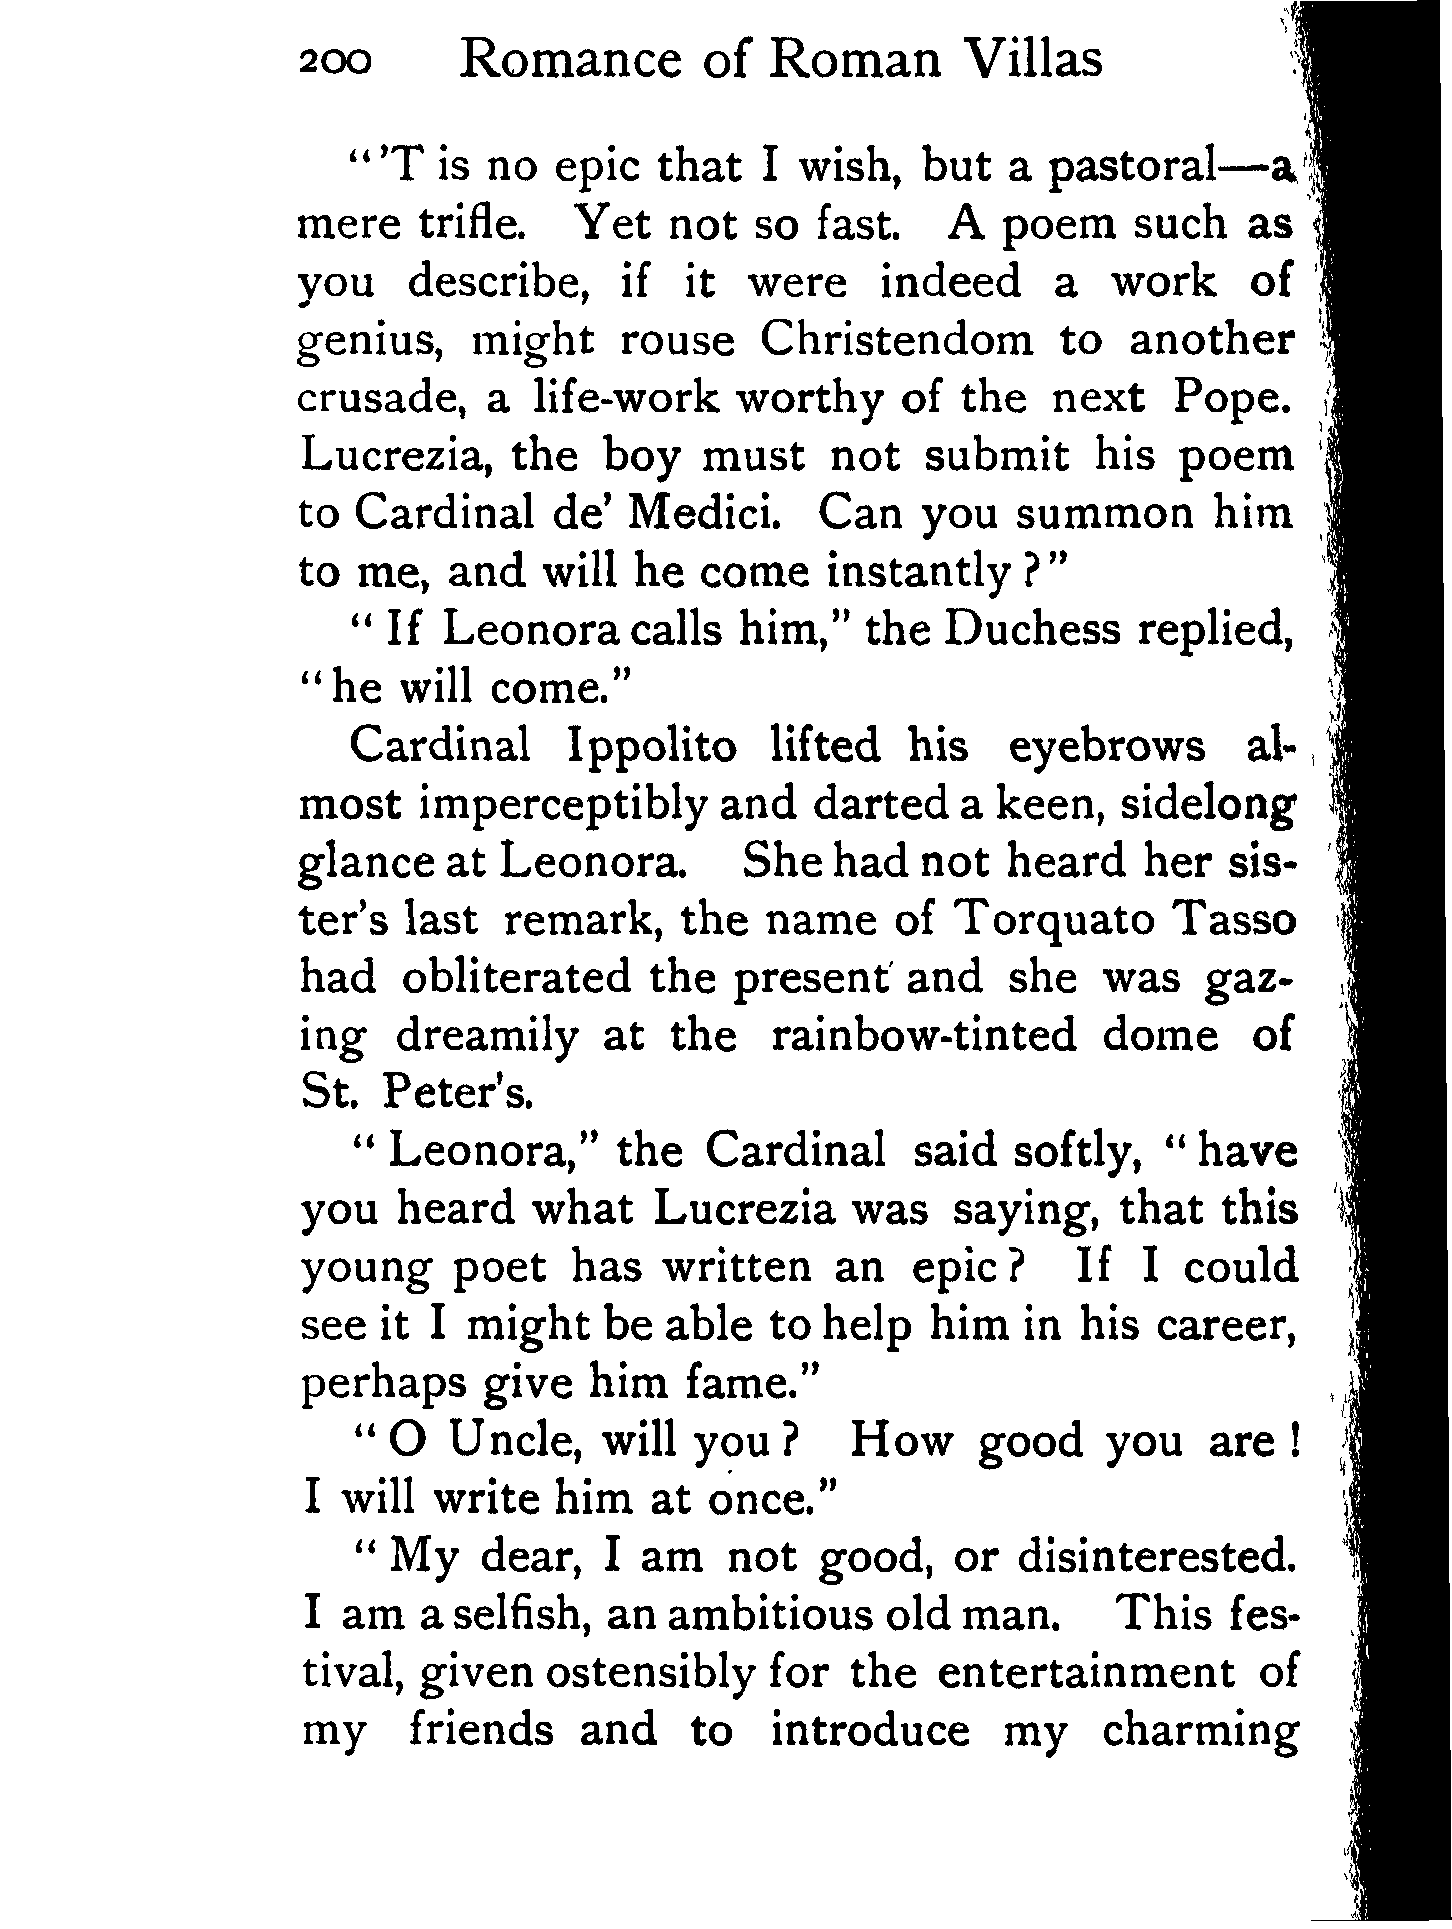 200 Romance of Roman Villas
"'T is no epic that I wish, but a pastoral—a
mere trifle. Yet not so fast. A poem such as
you describe, if it were indeed a work of
genius, might rouse Christendom to another
crusade, a life-work worthy of the next Pope.
Lucrezia, the boy must not submit his poem
to Cardinal de' Medici. Can you summon him
to me, and will he come instantly?"
"If Leonora calls him," the Duchess replied,
"he will come."
Cardinal Ippolito lifted his eyebrows al-
most imperceptibly and darted a keen, sidelong
glance at Leonora. She had not heard her sis-
ter's last remark, the name of Torquato Tasso
had obliterated the present and she was gaz-
ing dreamily at the rainbow-tinted dome of
St. Peter's.
"Leonora," the Cardinal said softly, "have
you heard what Lucrezia was saying, that this
young poet has written an epic? If I could
see it I might be able to help him in his career,
perhaps give him fame."
"O Uncle, will you? How good you are!
I will write him at once."
"My dear, I am not good, or disinterested.
I am a selfish, an ambitious old man. This fes-
tival, given ostensibly for the entertainment of
my friends and to introduce my charming